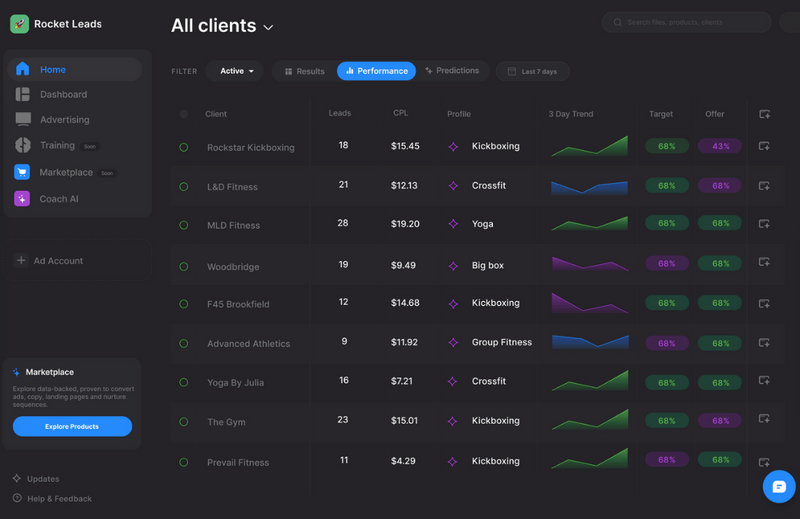 Rocket Leads
All clients
Search files, products, clients
FILTER
Active
Results
Performance
Predictions
Last 7 days
Home
Dashboard
Advertising
Training Soon
Marketplace Soon
Coach AI
Ad Account
Marketplace
Explore data-backed, proven to convert
ads, copy, landing pages and nurture
sequences.
Explore Products
Updates
Help & Feedback
Client Leads CPL Profile 3 Day Trend Target Offer
Rockstar Kickboxing 18 $15.45 Kickboxing 68% 43%
L&D Fitness 21 $12.13 Crossfit 68% 68%
MLD Fitness 28 $19.20 Yoga 68% 68%
Woodbridge 19 $9.49 Big box 68% 68%
F45 Brookfield 12 $14.68 Kickboxing 68% 68%
Advanced Athletics 9 $11.92 Group Fitness 68% 68%
Yoga By Julia 16 $7.21 Crossfit 68% 68%
The Gym 23 $15.01 Kickboxing 68% 68%
Prevail Fitness 11 $4.29 Kickboxing 68% 68%